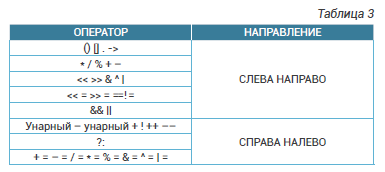 Таблица 3
ОПЕРАТОР НАПРАВЛЕНИЕ
() [] . ->
* / % + –
<< >> & ^ |
<< = >> = ==! =
&& ||
СЛЕВА НАПРАВО
Унарный – унарный + ! ++ – –
?:
+ = – = / = * = % = & = ^ = | =
СПРАВА НАЛЕВО